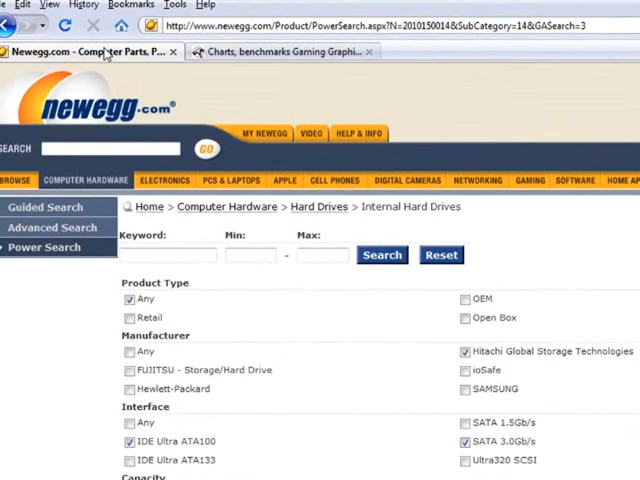 le Edit View History Bookmarks Tools Help
http://www.newegg.com/Product/PowerSearch.aspx?N=2010150014&SubCategory=14&GASearch=3
Newegg.com - Computer Parts, P... Charts, benchmarks Gaming Graphi...
newegg.com®
MY NEWEGG VIDEO HELP & INFO
SEARCH GO
BROWSE COMPUTER HARDWARE ELECTRONICS PCS & LAPTOPS APPLE CELL PHONES DIGITAL CAMERAS NETWORKING GAMING SOFTWARE HOME AP
Guided Search
Advanced Search
Power Search
Home > Computer Hardware > Hard Drives > Internal Hard Drives
Keyword: Min: Max:
- Search Reset
Product Type
Any OEM
Retail Open Box
Manufacturer
Any Hitachi Global Storage Technologies
FUJITSU - Storage/Hard Drive ioSafe
Hewlett-Packard SAMSUNG
Interface
Any SATA 1.5Gb/s
IDE Ultra ATA100 SATA 3.0Gb/s
IDE Ultra ATA133 Ultra320 SCSI
Capacity